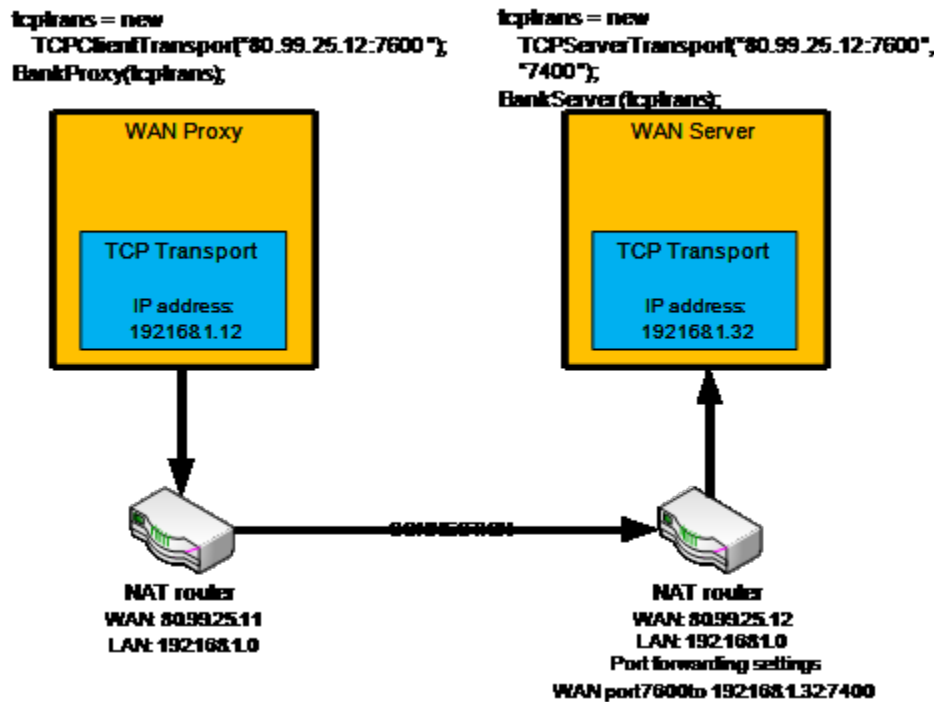 tcptrans = new
TCPClientTransport("80.99.25.12:7600");
BankProxy(tcptrans);
tcptrans = new
TCPServerTransport("80.99.25.12:7600",
"7400");
BankServer(tcptrans);
WAN Proxy
TCP Transport
IP address:
192.168.1.12
WAN Server
TCP Transport
IP address:
192.168.1.32
CONNECTION
NAT router
WAN: 80.99.25.11
LAN: 192.168.1.0
NAT router
WAN: 80.99.25.12
LAN: 192.168.1.0
Port forwarding settings
WAN port 7600 to 192.168.1.32:7400